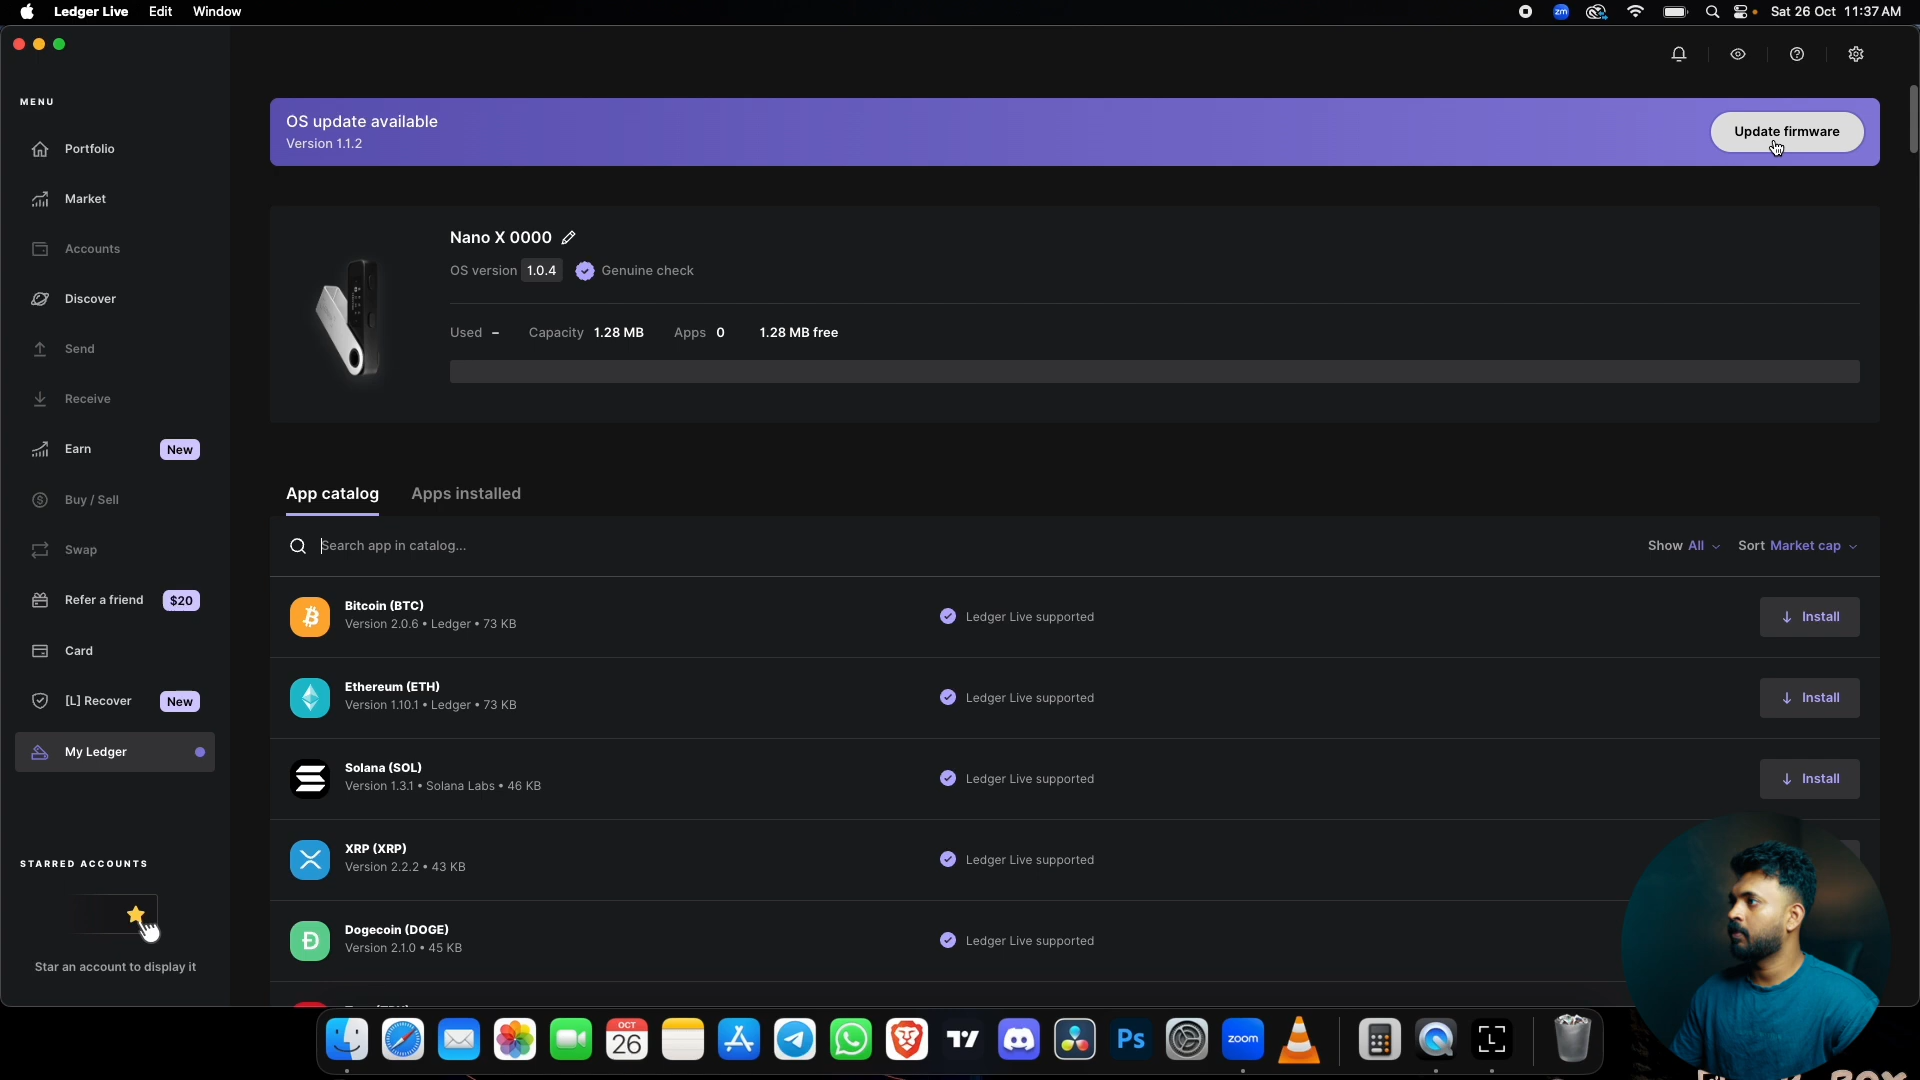 Ledger Live Edit Window
zm
Sat 26 Oct 11:37 AM
MENU
Portfolio
Market
Accounts
Discover
Send
Receive
Earn New
Buy / Sell
Swap
Refer a friend $20
Card
[L] Recover New
My Ledger
STARRED ACCOUNTS
Star an account to display it
OS update available
Version 1.1.2
Update firmware
Nano X 0000
OS version 1.0.4 Genuine check
Used – Capacity 1.28 MB Apps 0 1.28 MB free
App catalog Apps installed
Search app in catalog...
Show All Sort Market cap
Bitcoin (BTC)
Version 2.0.6 • Ledger • 73 KB
Ledger Live supported
Install
Ethereum (ETH)
Version 1.10.1 • Ledger • 73 KB
Ledger Live supported
Install
Solana (SOL)
Version 1.3.1 • Solana Labs • 46 KB
Ledger Live supported
Install
XRP (XRP)
Version 2.2.2 • 43 KB
Ledger Live supported
Dogecoin (DOGE)
Version 2.1.0 • 45 KB
Ledger Live supported
OCT
26
Ps
zoom